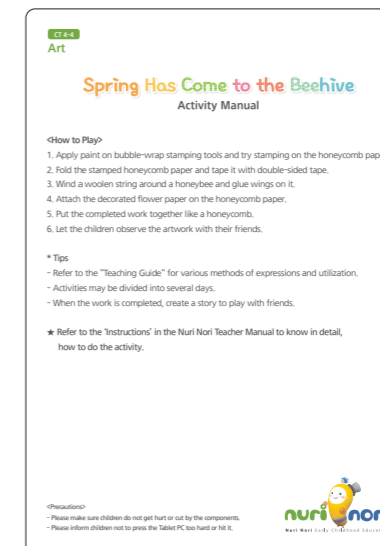 CT 4-4
Art
Spring Has Come to the Beehive
Activity Manual
<How to Play>
1. Apply paint on bubble-wrap stamping tools and try stamping on the honeycomb pap
2. Fold the stamped honeycomb paper and tape it with double-sided tape.
3. Wind a woolen string around a honeybee and glue wings on it.
4. Attach the decorated flower paper on the honeycomb paper.
5. Put the completed work together like a honeycomb.
6. Let the children observe the artwork with their friends.
* Tips
- Refer to the "Teaching Guide" for various methods of expressions and utilization.
- Activities may be divided into several days.
- When the work is completed, create a story to play with friends.
★ Refer to the 'Instructions' in the Nuri Nori Teacher Manual to know in detail,
how to do the activity.
<Precautions>
- Please make sure children do not get hurt or cut by the components.
- Please inform children not to press the Tablet PC too hard or hit it.
nuri nor
Nuri Nori Early Childhood Educat